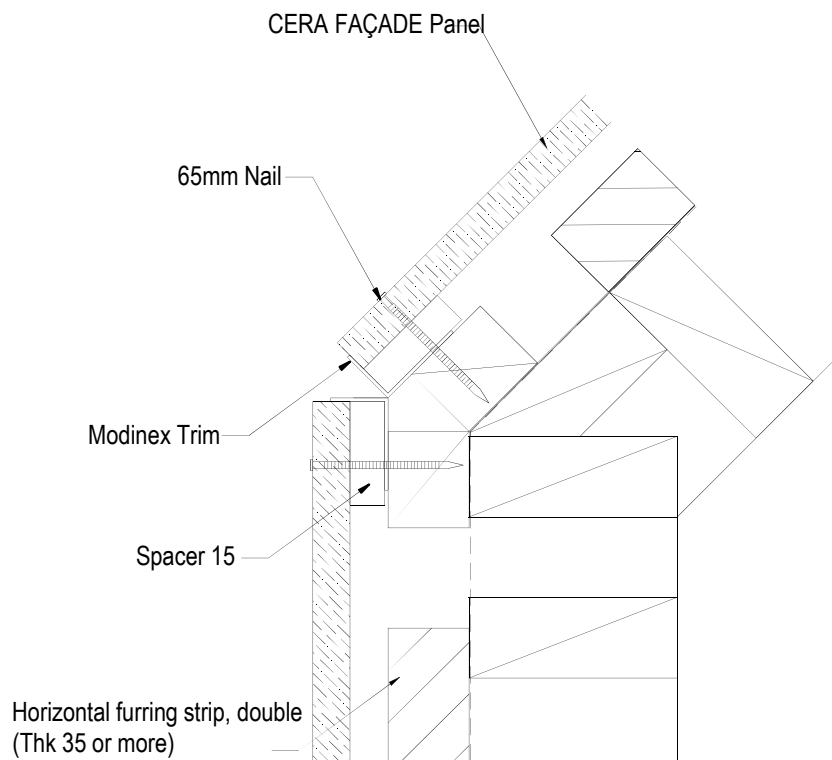 CERA FAÇADE Panel
65mm Nail
Modinex Trim
Spacer 15
Horizontal furring strip, double
(Thk 35 or more)